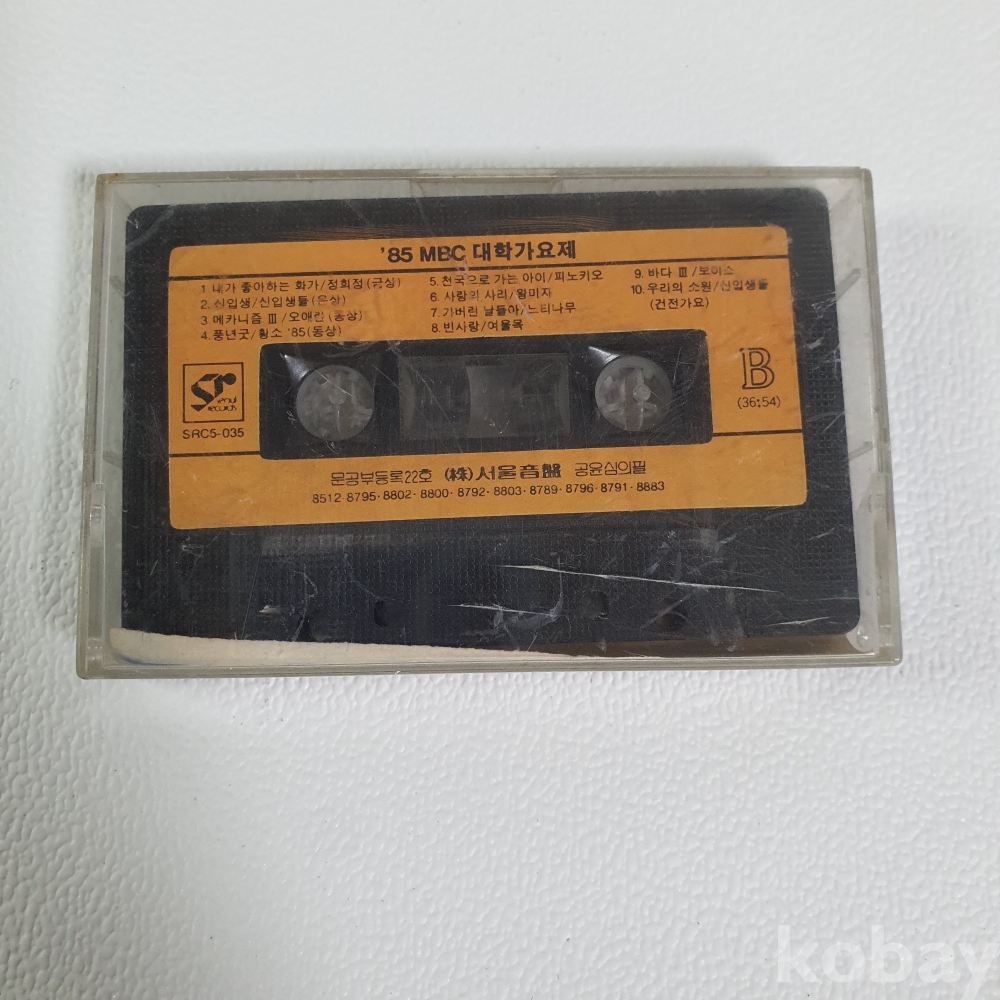 '85 MBC 대학가요제
1 내가 좋아하는 화가/정희정(금상)
2. 신입생/신입생들(은상)
3 메카니즘 Ⅲ/오애란(동상)
4. 풍년굿/황소 '85(동상)
5. 천국으로 가는 아이/피노키오
6. 사랑의 사리/왕미자
7. 가버린 날들아/느티나무
8. 빈사랑/여울목
9. 바다 Ⅲ/보이스
10. 우리의 소원/신입생들
(건전가요)
Sr
seoul
records
SRC5-035
B
(36:54)
문공부등록22호 (株)서울音盤 공윤심의필
8512·8795·8802·8800·8792·8803·8789·8796·8791·8883
kobay